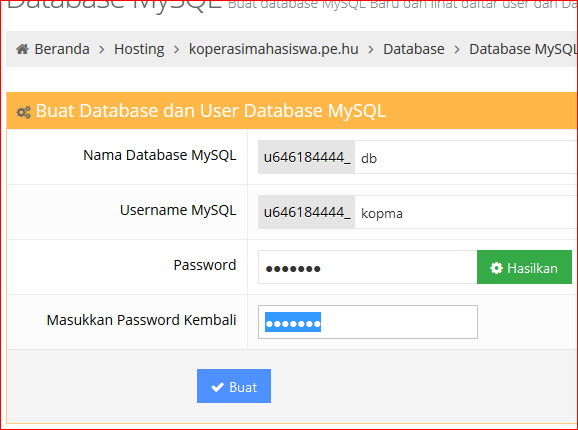 Database MySQL Buat database MySQL Baru dan lihat daftar user dan Da
Beranda > Hosting > koperasimahasiswa.pe.hu > Database > Database MySQL
Buat Database dan User Database MySQL
Nama Database MySQL u646184444_ db
Username MySQL u646184444_ kopma
Password ●●●●●●● Hasilkan
Masukkan Password Kembali ●●●●●●●
Buat